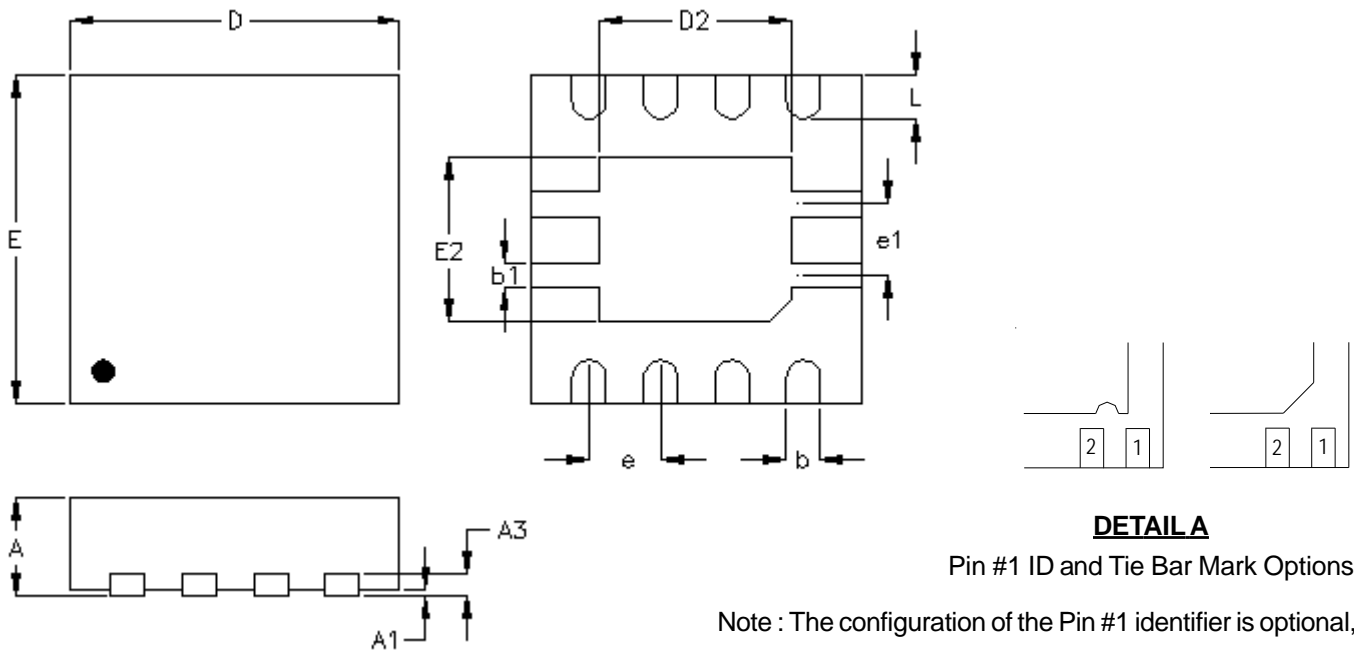 D
D2
L
E
E2
b1
e1
e
b
2
1
2
1
A
A3
A1
DETAIL A
Pin #1 ID and Tie Bar Mark Options
Note : The configuration of the Pin #1 identifier is optional,